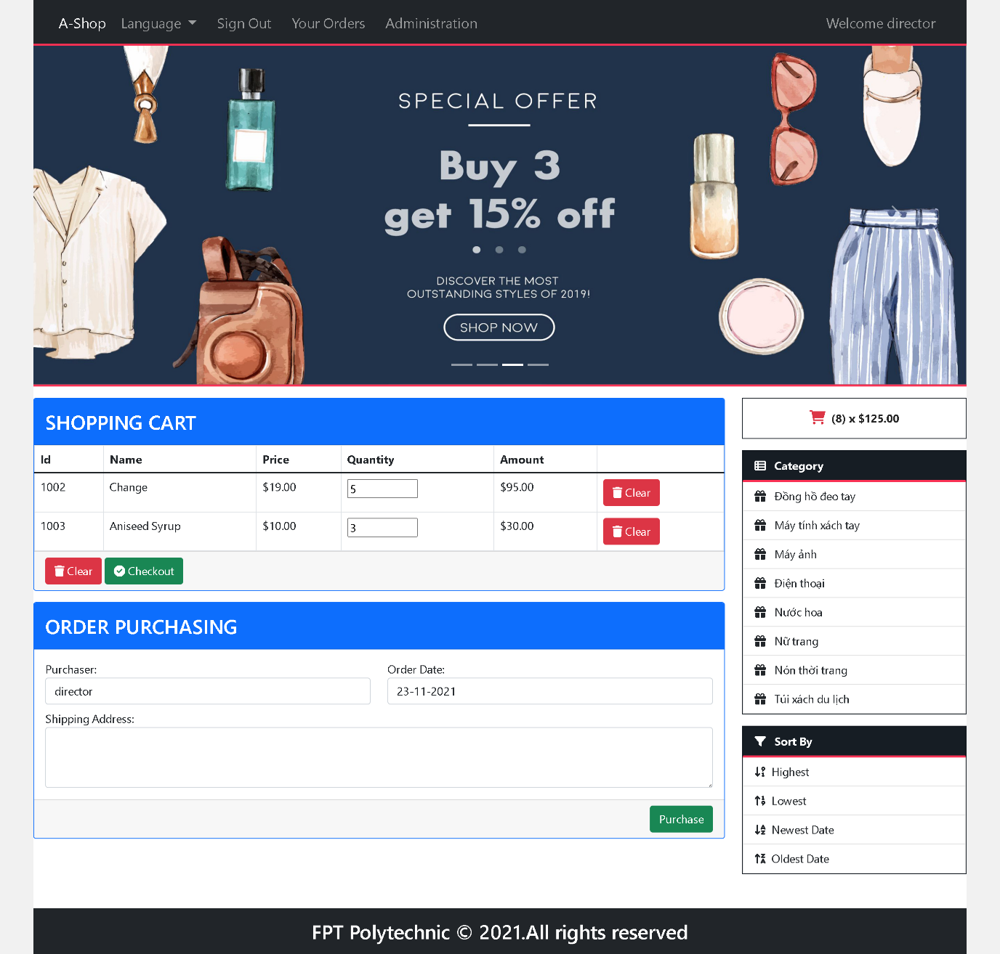 A-Shop Language Sign Out Your Orders Administration Welcome director
SPECIAL OFFER
Buy 3
get 15% off
DISCOVER THE MOST
OUTSTANDING STYLES OF 2019!
SHOP NOW
SHOPPING CART
Id Name Price Quantity Amount
1002 Change $19.00 5 $95.00 Clear
1003 Aniseed Syrup $10.00 3 $30.00 Clear
Clear Checkout
ORDER PURCHASING
Purchaser: Order Date:
director 23-11-2021
Shipping Address:
Purchase
(8) x $125.00
Category
Đồng hồ đeo tay
Máy tính xách tay
Máy ảnh
Điện thoại
Nước hoa
Nữ trang
Nón thời trang
Túi xách du lịch
Sort By
Highest
Lowest
Newest Date
Oldest Date
FPT Polytechnic © 2021.All rights reserved